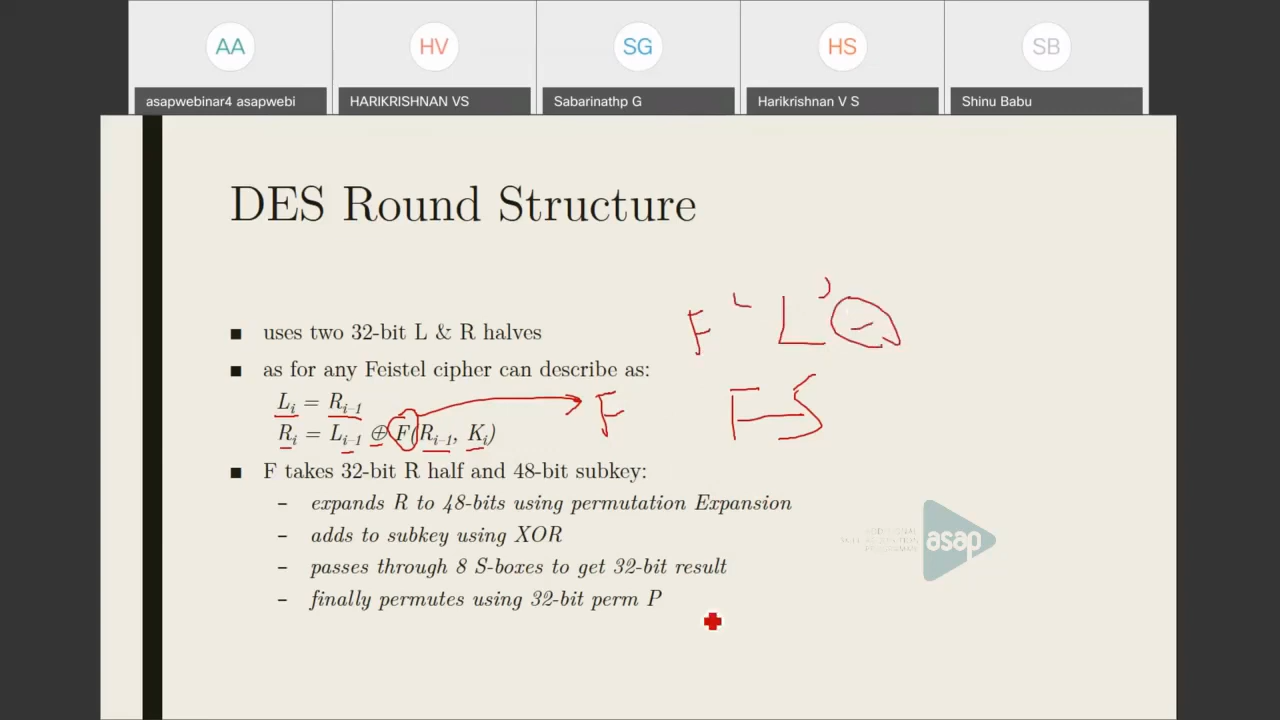 AA HV SG HS SB
asapwebinar4 asapwebi HARIKRISHNAN VS Sabarinathp G Harikrishnan V S Shinu Babu
DES Round Structure
■ uses two 32-bit L & R halves
■ as for any Feistel cipher can describe as:
Lᵢ = Rᵢ₋₁
Rᵢ = Lᵢ₋₁ ⊕ F(Rᵢ₋₁, Kᵢ)
F
F ' L '
F S
■ F takes 32-bit R half and 48-bit subkey:
– expands R to 48-bits using permutation Expansion
– adds to subkey using XOR
– passes through 8 S-boxes to get 32-bit result
– finally permutes using 32-bit perm P
asap